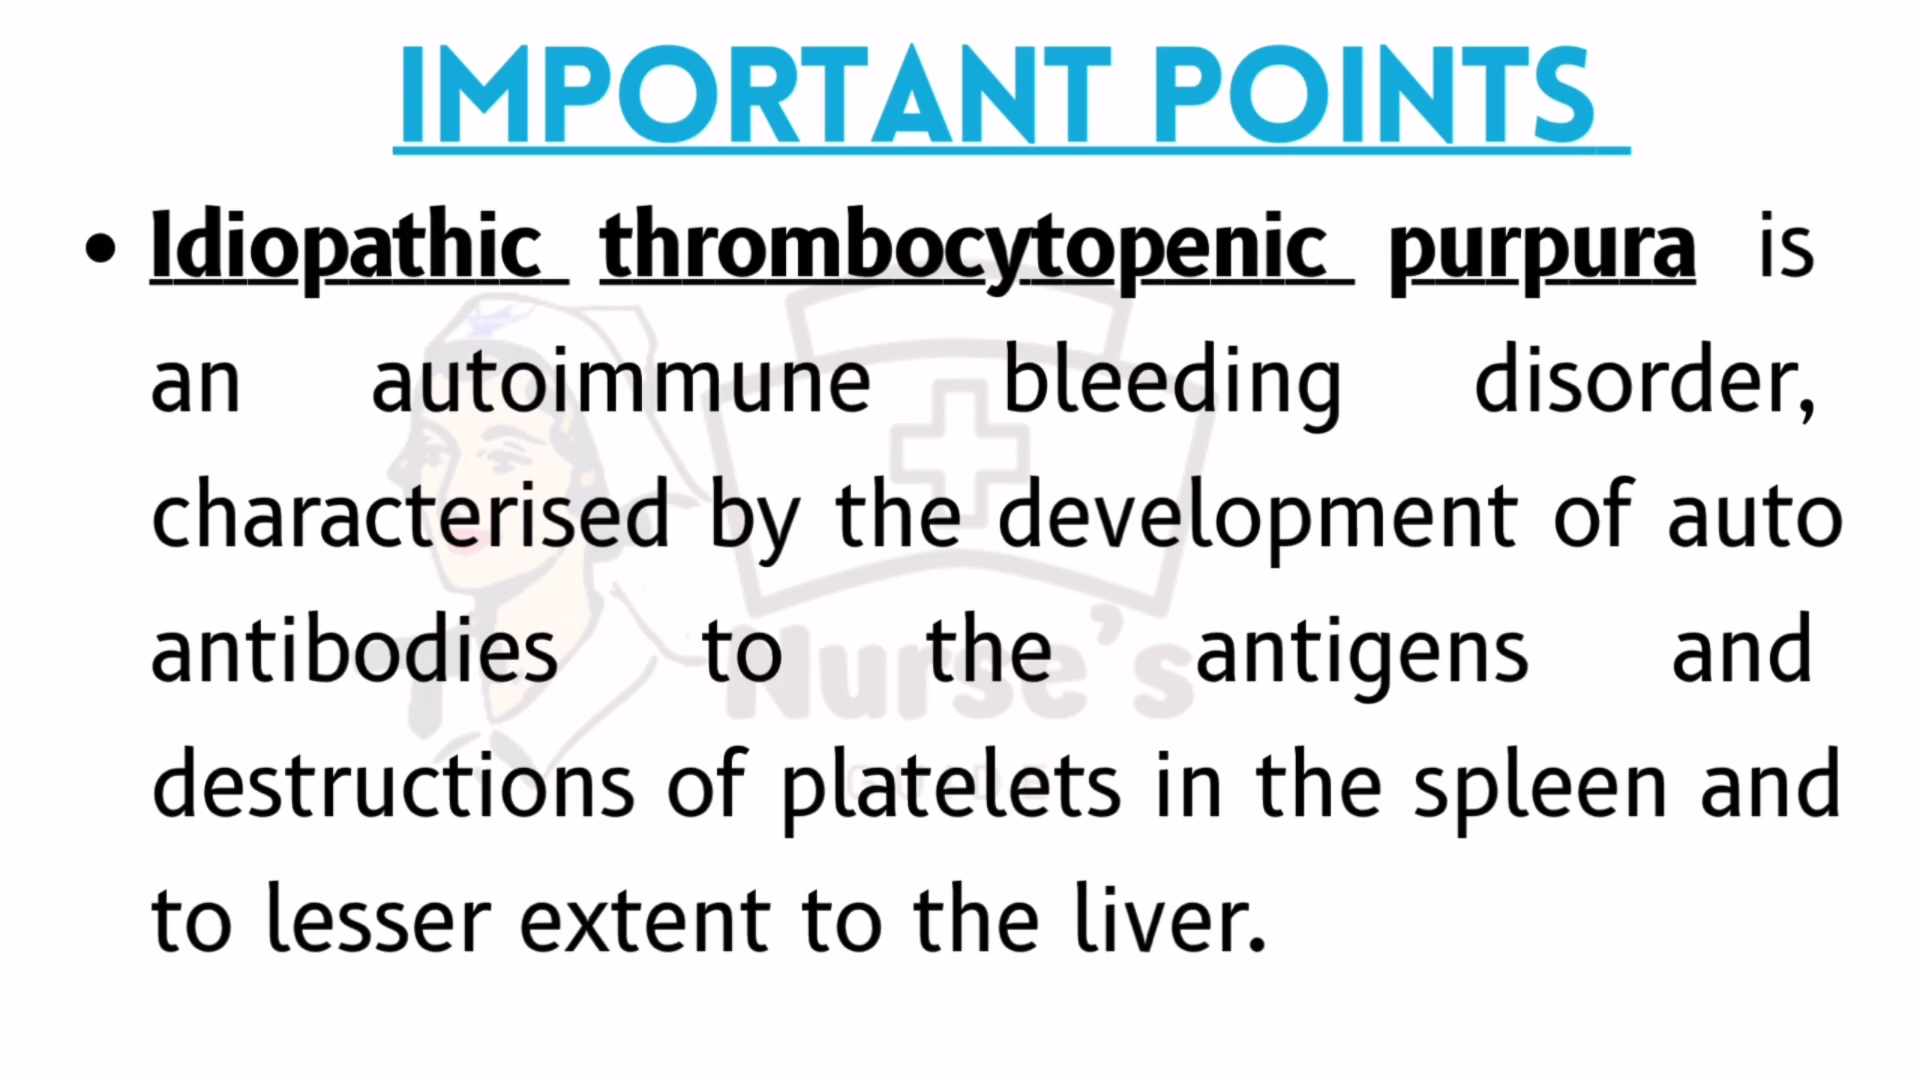 IMPORTANT POINTS
• Idiopathic thrombocytopenic purpura is
an autoimmune bleeding disorder,
characterised by the development of auto
antibodies to the antigens and
destructions of platelets in the spleen and
to lesser extent to the liver.
Nurse's